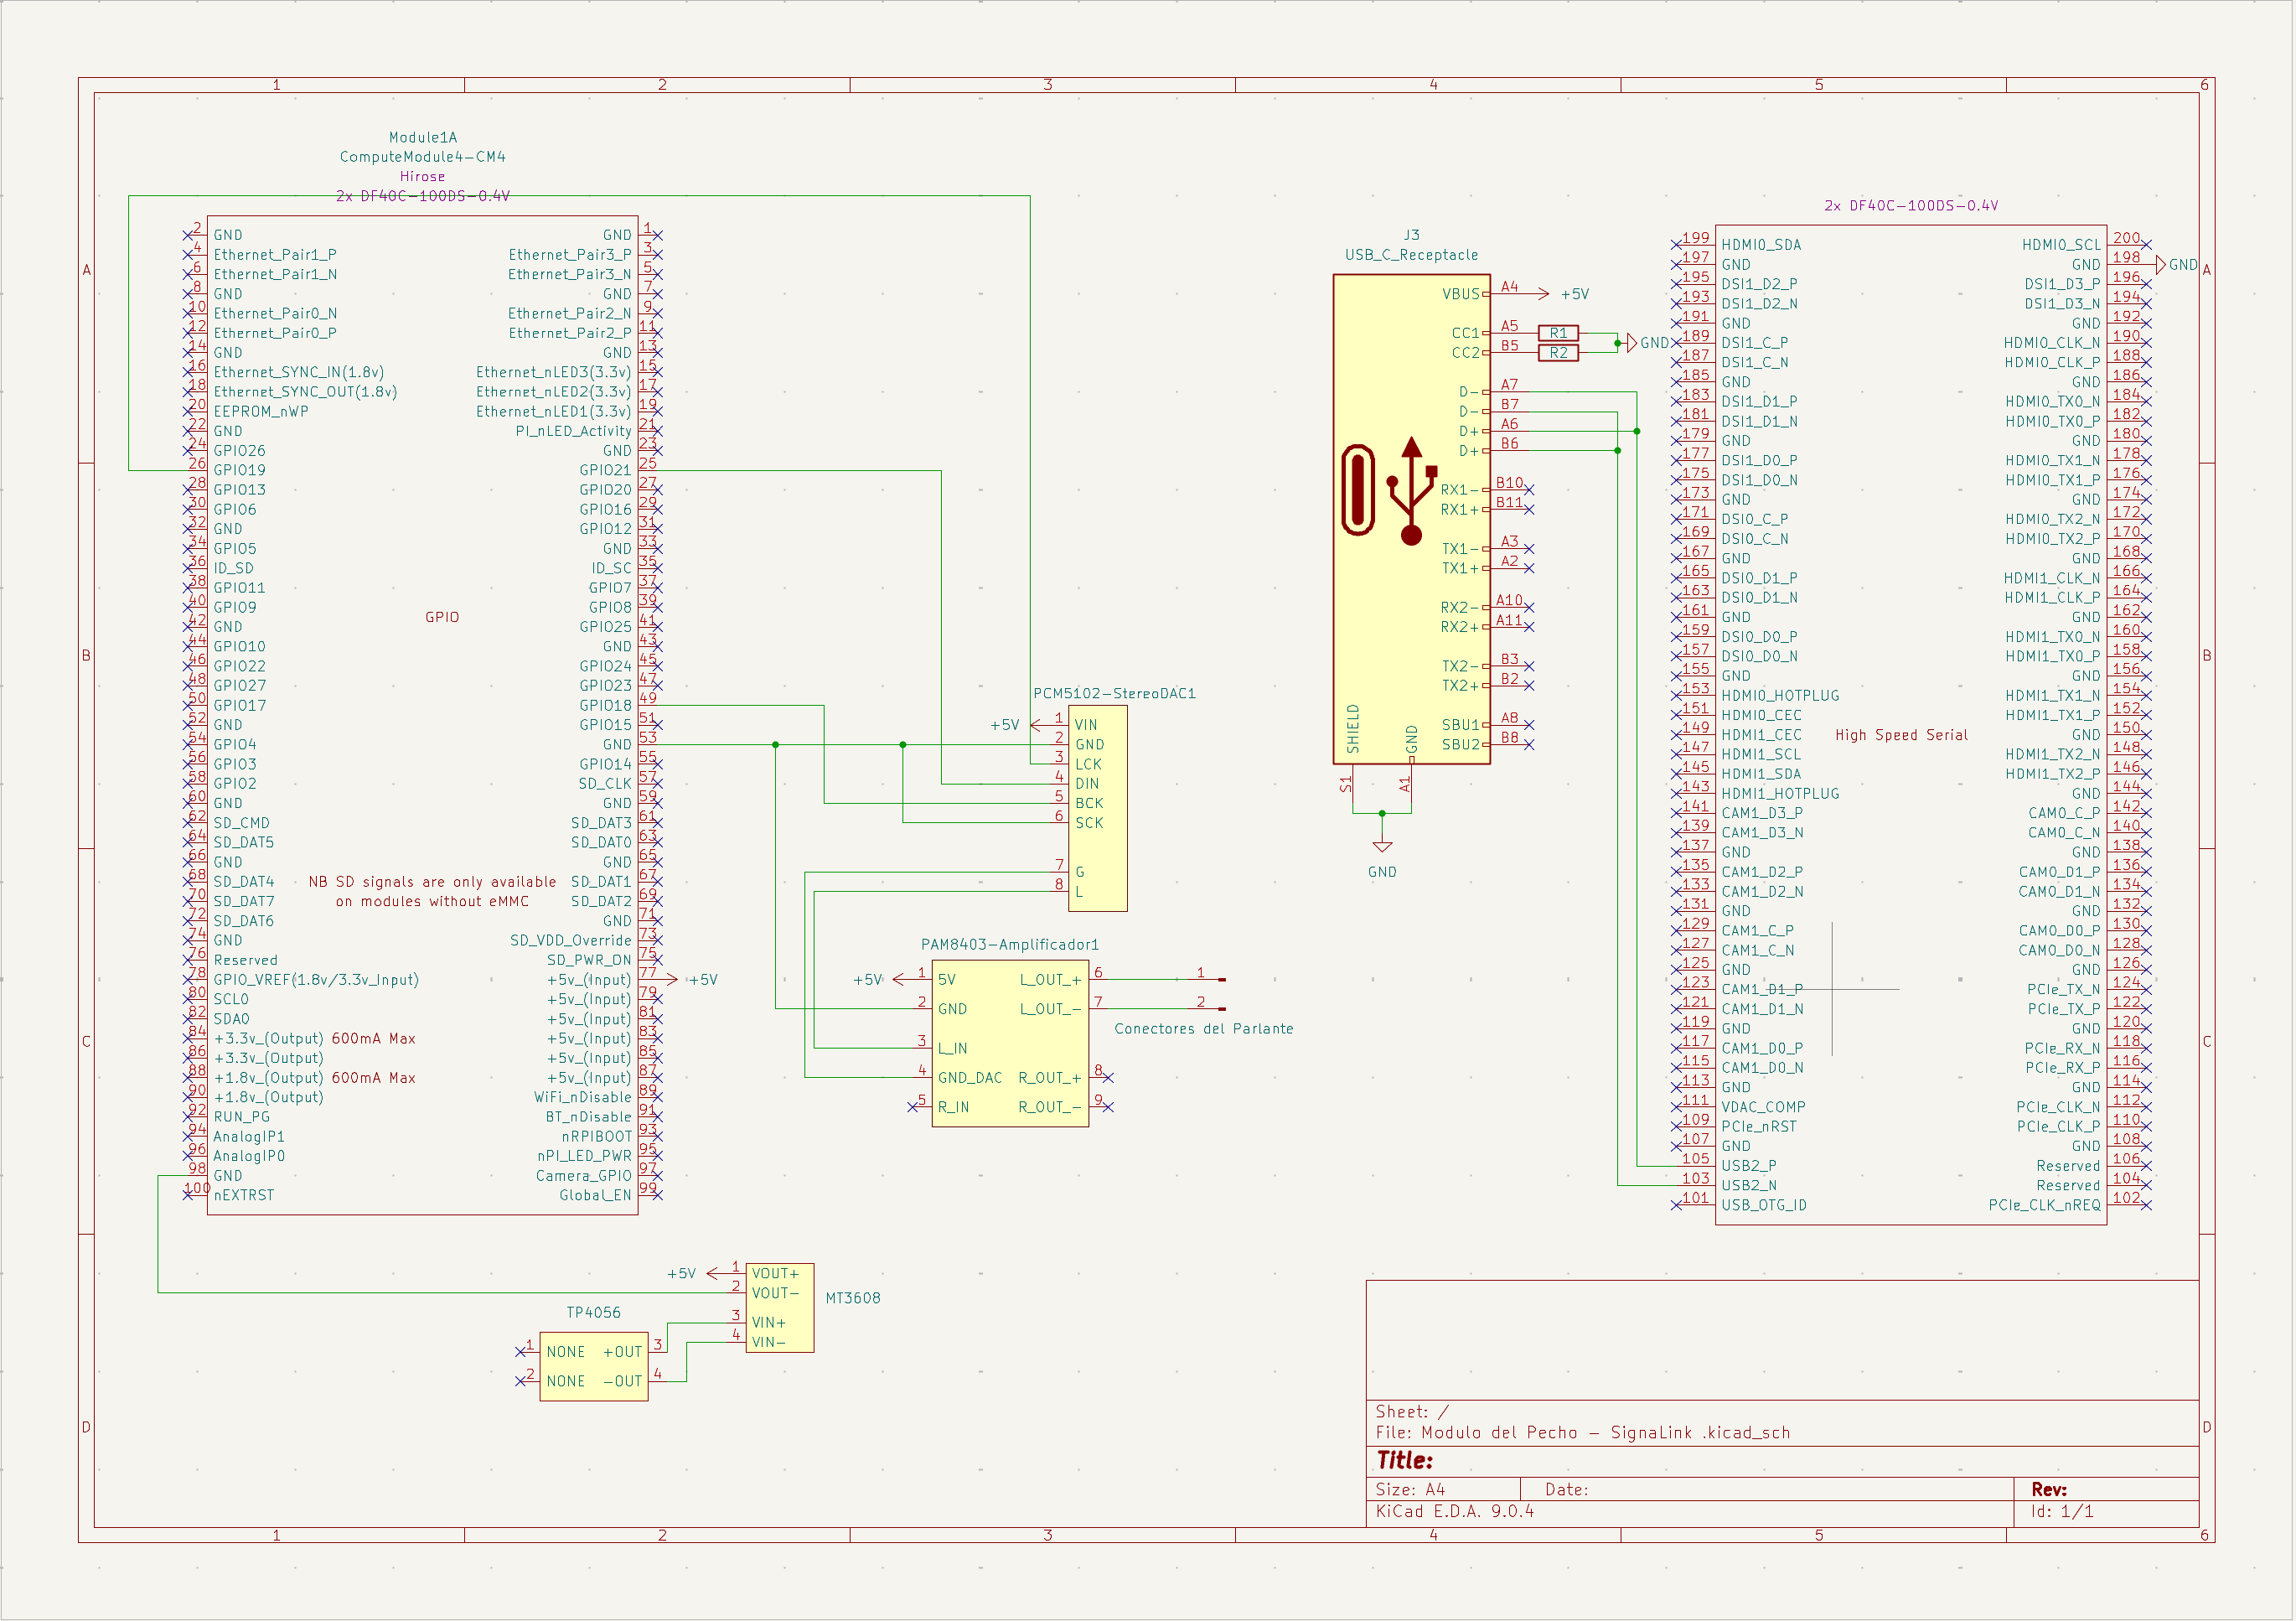 1 2 3 4 5 6
A
B
C
D
Module1A
ComputeModule4-CM4
Hirose
2x DF40C-100DS-0.4V
2 GND GND 1
4 Ethernet_Pair1_P Ethernet_Pair3_P 3
6 Ethernet_Pair1_N Ethernet_Pair3_N 5
8 GND GND 7
10 Ethernet_Pair0_N Ethernet_Pair2_N 9
12 Ethernet_Pair0_P Ethernet_Pair2_P 11
14 GND GND 13
16 Ethernet_SYNC_IN(1.8v) Ethernet_nLED3(3.3v) 15
18 Ethernet_SYNC_OUT(1.8v) Ethernet_nLED2(3.3v) 17
20 EEPROM_nWP Ethernet_nLED1(3.3v) 19
22 GND PI_nLED_Activity 21
24 GPIO26 GND 23
26 GPIO19 GPIO21 25
28 GPIO13 GPIO20 27
30 GPIO6 GPIO16 29
32 GND GPIO12 31
34 GPIO5 GND 33
36 ID_SD ID_SC 35
38 GPIO11 GPIO7 37
40 GPIO9 GPIO8 39
GPIO
42 GND GPIO25 41
44 GPIO10 GND 43
46 GPIO22 GPIO24 45
48 GPIO27 GPIO23 47
50 GPIO17 GPIO18 49
52 GND GPIO15 51
54 GPIO4 GND 53
56 GPIO3 GPIO14 55
58 GPIO2 SD_CLK 57
60 GND GND 59
62 SD_CMD SD_DAT3 61
64 SD_DAT5 SD_DAT0 63
66 GND GND 65
68 SD_DAT4 NB SD signals are only available SD_DAT1 67
70 SD_DAT7 on modules without eMMC SD_DAT2 69
72 SD_DAT6 GND 71
74 GND SD_VDD_Override 73
76 Reserved SD_PWR_ON 75
78 GPIO_VREF(1.8v/3.3v_Input) +5v_(Input) 77 +5V
80 SCL0 +5v_(Input) 79
82 SDA0 +5v_(Input) 81
84 +3.3v_(Output) 600mA Max +5v_(Input) 83
86 +3.3v_(Output) +5v_(Input) 85
88 +1.8v_(Output) 600mA Max +5v_(Input) 87
90 +1.8v_(Output) WiFi_nDisable 89
92 RUN_PG BT_nDisable 91
94 AnalogIP1 nRPIBOOT 93
96 AnalogIP0 nPI_LED_PWR 95
98 GND Camera_GPIO 97
100 nEXTRST Global_EN 99
PCM5102-StereoDAC1
+5V 1 VIN
2 GND
3 LCK
4 DIN
5 BCK
6 SCK
7 G
8 L
PAM8403-Amplificador1
+5V 1 5V L_OUT_+ 6 1
2 GND L_OUT_- 7 2
Conectores del Parlante
3 L_IN
4 GND_DAC R_OUT_+ 8
5 R_IN R_OUT_- 9
+5V 1 VOUT+
2 VOUT-
MT3608
3 VIN+
4 VIN-
TP4056
1 NONE +OUT 3
2 NONE -OUT 4
J3
USB_C_Receptacle
VBUS A4 +5V
CC1 A5 R1
GND
CC2 B5 R2
D- A7
D- B7
D+ A6
D+ B6
RX1- B10
RX1+ B11
TX1- A3
TX1+ A2
RX2- A10
RX2+ A11
TX2- B3
TX2+ B2
SBU1 A8
SBU2 B8
SHIELD GND
S1 A1
GND
2x DF40C-100DS-0.4V
199 HDMI0_SDA HDMI0_SCL 200
197 GND GND 198 GND
195 DSI1_D2_P DSI1_D3_P 196
193 DSI1_D2_N DSI1_D3_N 194
191 GND GND 192
189 DSI1_C_P HDMI0_CLK_N 190
187 DSI1_C_N HDMI0_CLK_P 188
185 GND GND 186
183 DSI1_D1_P HDMI0_TX0_N 184
181 DSI1_D1_N HDMI0_TX0_P 182
179 GND GND 180
177 DSI1_D0_P HDMI0_TX1_N 178
175 DSI1_D0_N HDMI0_TX1_P 176
173 GND GND 174
171 DSI0_C_P HDMI0_TX2_N 172
169 DSI0_C_N HDMI0_TX2_P 170
167 GND GND 168
165 DSI0_D1_P HDMI1_CLK_N 166
163 DSI0_D1_N HDMI1_CLK_P 164
161 GND GND 162
159 DSI0_D0_P HDMI1_TX0_N 160
157 DSI0_D0_N HDMI1_TX0_P 158
155 GND GND 156
153 HDMI0_HOTPLUG HDMI1_TX1_N 154
151 HDMI0_CEC HDMI1_TX1_P 152
149 HDMI1_CEC High Speed Serial GND 150
147 HDMI1_SCL HDMI1_TX2_N 148
145 HDMI1_SDA HDMI1_TX2_P 146
143 HDMI1_HOTPLUG GND 144
141 CAM1_D3_P CAM0_C_P 142
139 CAM1_D3_N CAM0_C_N 140
137 GND GND 138
135 CAM1_D2_P CAM0_D1_P 136
133 CAM1_D2_N CAM0_D1_N 134
131 GND GND 132
129 CAM1_C_P CAM0_D0_P 130
127 CAM1_C_N CAM0_D0_N 128
125 GND GND 126
123 CAM1_D1_P PCIe_TX_N 124
121 CAM1_D1_N PCIe_TX_P 122
119 GND GND 120
117 CAM1_D0_P PCIe_RX_N 118
115 CAM1_D0_N PCIe_RX_P 116
113 GND GND 114
111 VDAC_COMP PCIe_CLK_N 112
109 PCIe_nRST PCIe_CLK_P 110
107 GND GND 108
105 USB2_P Reserved 106
103 USB2_N Reserved 104
101 USB_OTG_ID PCIe_CLK_nREQ 102
A
B
C
D
Sheet: /
File: Modulo del Pecho - SignaLink .kicad_sch
Title:
Size: A4 Date: Rev:
KiCad E.D.A. 9.0.4 Id: 1/1
1 2 3 4 5 6